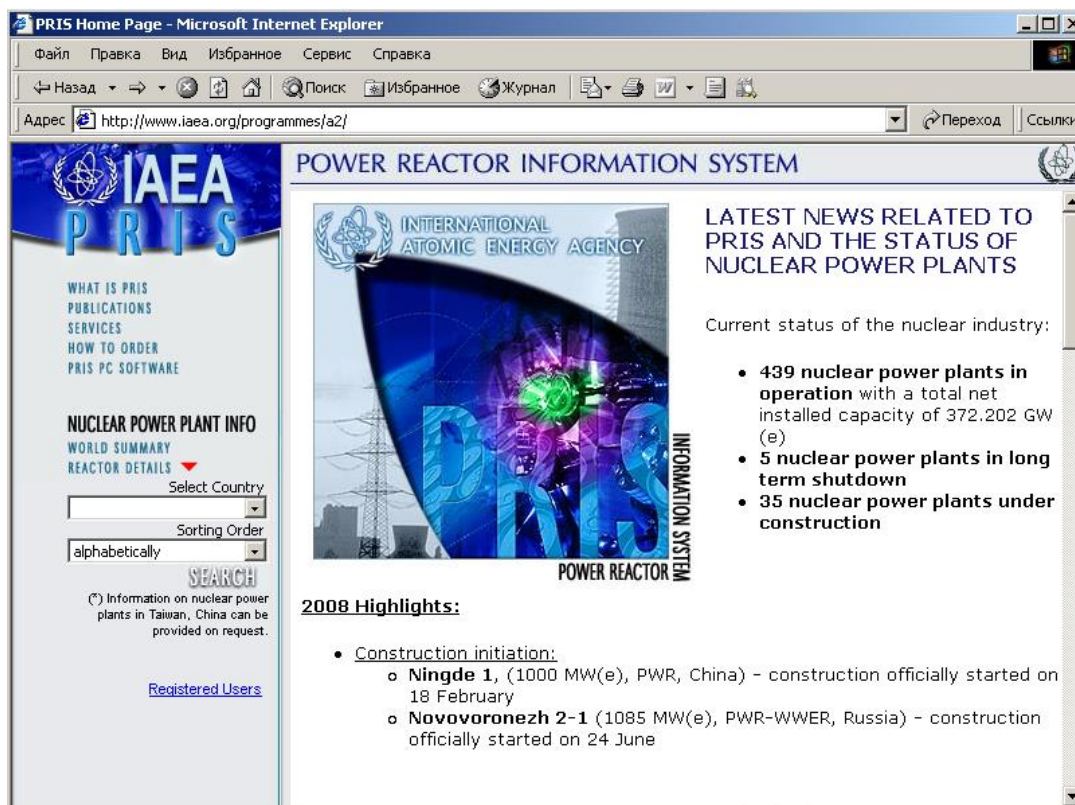 PRIS Home Page - Microsoft Internet Explorer
Файл Правка Вид Избранное Сервис Справка
Назад Поиск Избранное Журнал
Адрес http://www.iaea.org/programmes/a2/ Переход Ссылки
IAEA
PRIS
WHAT IS PRIS
PUBLICATIONS
SERVICES
HOW TO ORDER
PRIS PC SOFTWARE
NUCLEAR POWER PLANT INFO
WORLD SUMMARY
REACTOR DETAILS
Select Country
Sorting Order
alphabetically
SEARCH
(*) Information on nuclear power
plants in Taiwan, China can be
provided on request.
Registered Users
POWER REACTOR INFORMATION SYSTEM
INTERNATIONAL
ATOMIC ENERGY AGENCY
PRIS
INFORMATION SYSTEM
POWER REACTOR
LATEST NEWS RELATED TO
PRIS AND THE STATUS OF
NUCLEAR POWER PLANTS
Current status of the nuclear industry:
• 439 nuclear power plants in
operation with a total net
installed capacity of 372.202 GW
(e)
• 5 nuclear power plants in long
term shutdown
• 35 nuclear power plants under
construction
2008 Highlights:
• Construction initiation:
o Ningde 1, (1000 MW(e), PWR, China) – construction officially started on
18 February
o Novovoronezh 2-1 (1085 MW(e), PWR-WWER, Russia) – construction
officially started on 24 June